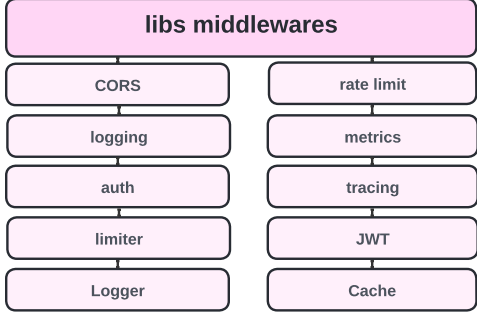 libs middlewares
CORS
rate limit
logging
metrics
auth
tracing
limiter
JWT
Logger
Cache